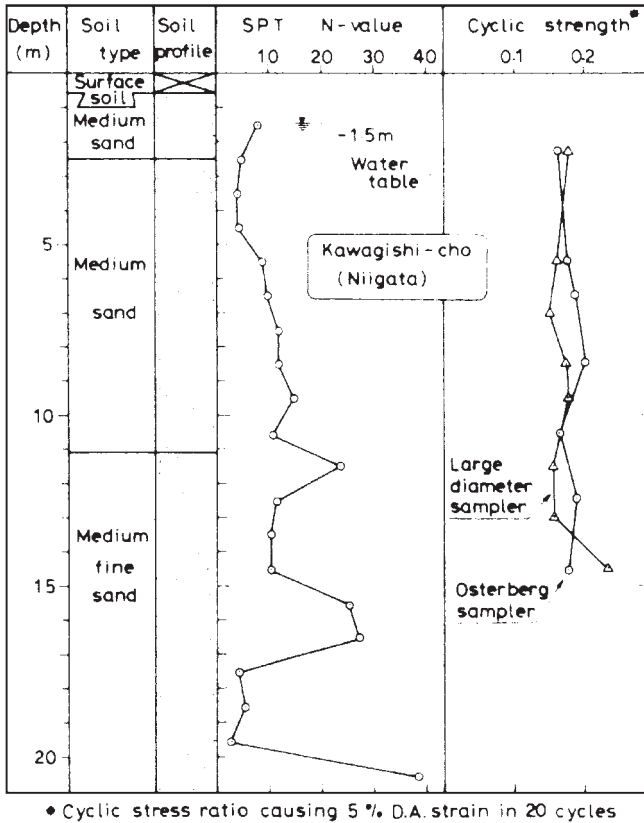 Depth (m)
Soil type
Soil profile
SPT N-value
10 20 30 40
Cyclic strength*
0.1 0.2
Surface soil
Medium sand
-1.5m
Water table
5
Kawagishi-cho
(Niigata)
Medium sand
10
Large diameter sampler
Medium fine sand
15
Osterberg sampler
20
* Cyclic stress ratio causing 5% D.A. strain in 20 cycles